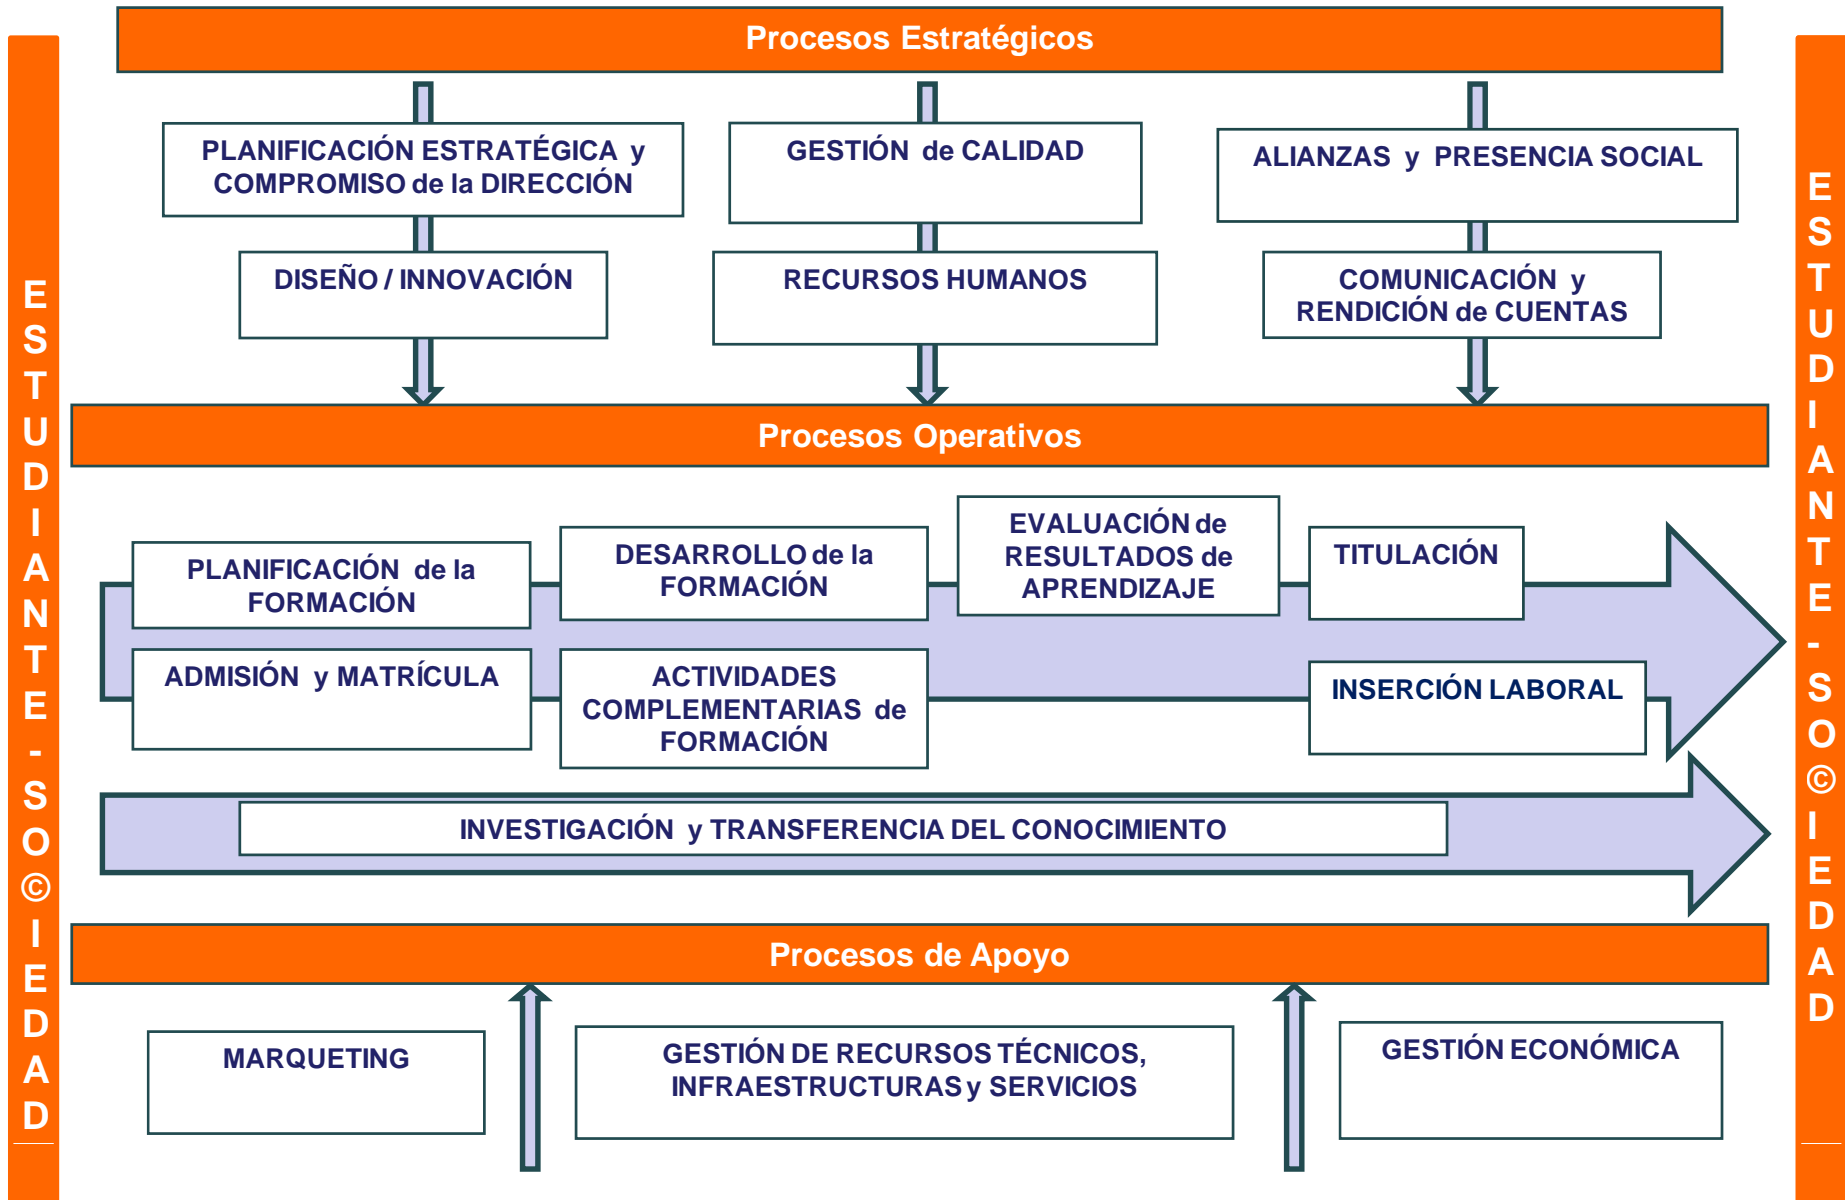 Procesos Estratégicos
PLANIFICACIÓN ESTRATÉGICA y
COMPROMISO de la DIRECCIÓN
GESTIÓN de CALIDAD
ALIANZAS y PRESENCIA SOCIAL
DISEÑO / INNOVACIÓN
RECURSOS HUMANOS
COMUNICACIÓN y
RENDICIÓN de CUENTAS
Procesos Operativos
PLANIFICACIÓN de la
FORMACIÓN
DESARROLLO de la
FORMACIÓN
EVALUACIÓN de
RESULTADOS de
APRENDIZAJE
TITULACIÓN
ADMISIÓN y MATRÍCULA
ACTIVIDADES
COMPLEMENTARIAS de
FORMACIÓN
INSERCIÓN LABORAL
INVESTIGACIÓN y TRANSFERENCIA DEL CONOCIMIENTO
Procesos de Apoyo
MARQUETING
GESTIÓN DE RECURSOS TÉCNICOS,
INFRAESTRUCTURAS y SERVICIOS
GESTIÓN ECONÓMICA
ESTUDIANTE-SO©IEDAD
ESTUDIANTE-SO©IEDAD